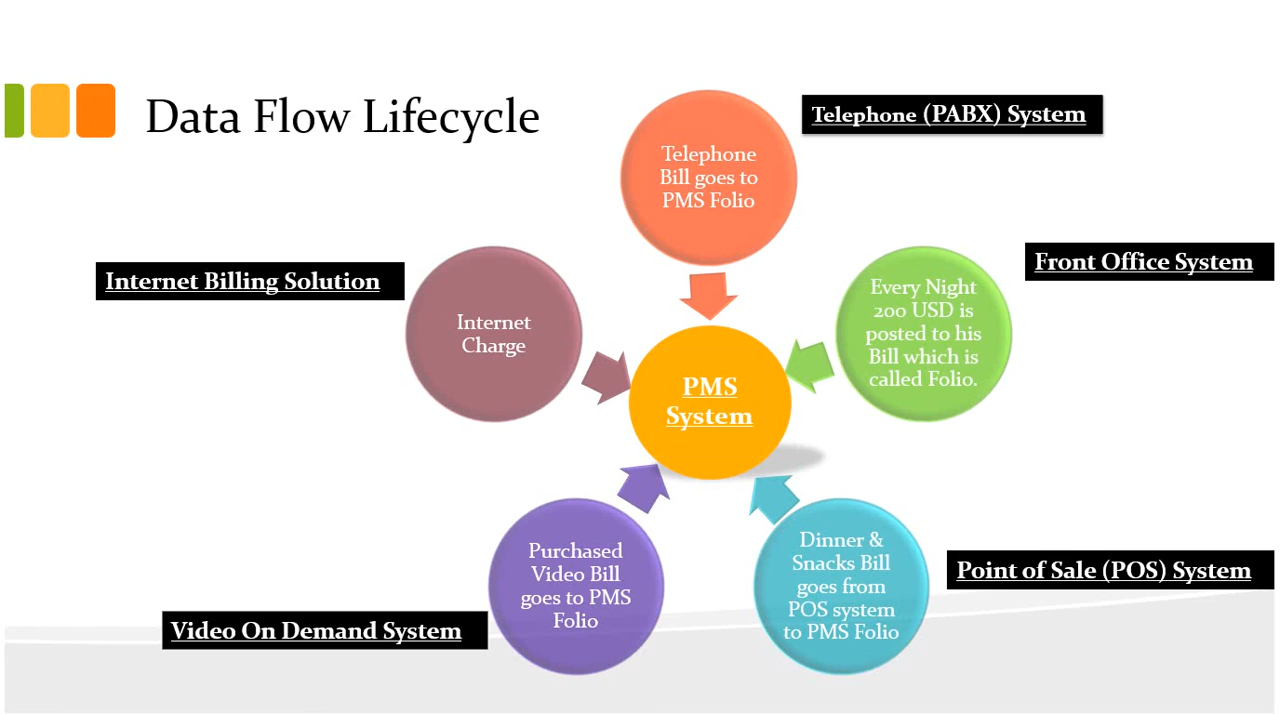 Data Flow Lifecycle
Telephone (PABX) System
Telephone
Bill goes to
PMS Folio
Internet Billing Solution
Internet
Charge
Front Office System
Every Night
200 USD is
posted to his
Bill which is
called Folio.
PMS
System
Purchased
Video Bill
goes to PMS
Folio
Video On Demand System
Dinner &
Snacks Bill
goes from
POS system
to PMS Folio
Point of Sale (POS) System